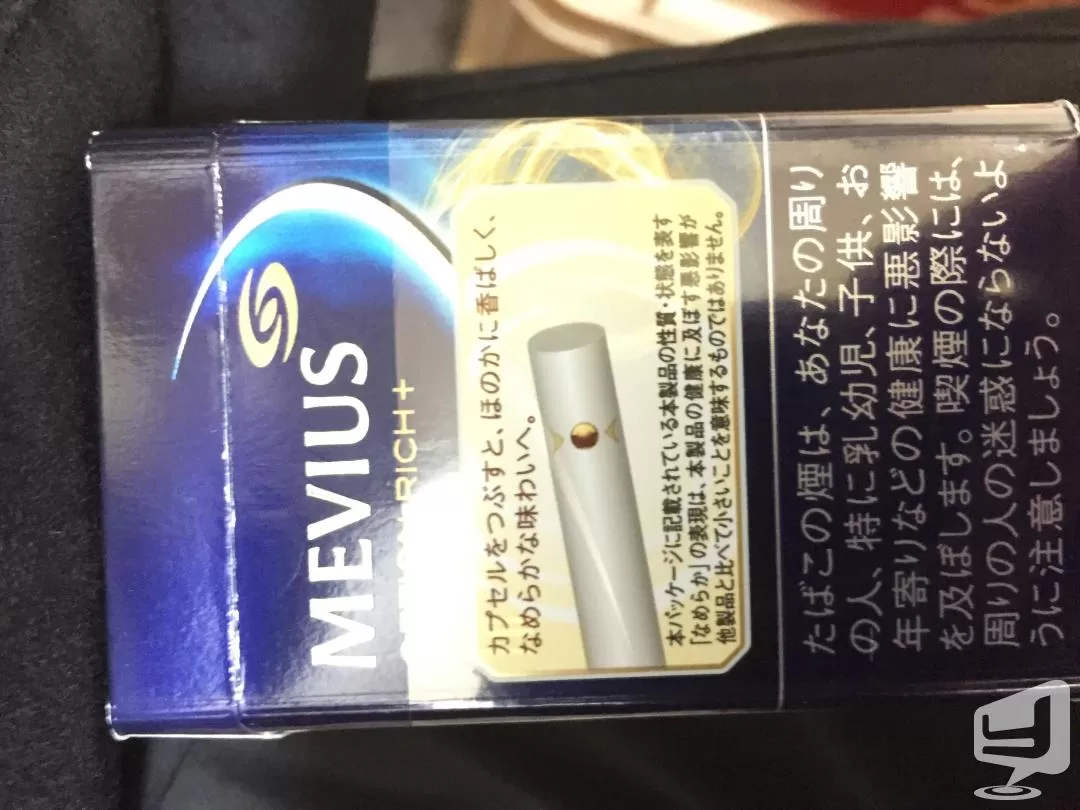 MEVIUS
RICH+
カプセルをつぶすと、ほのかに香ばしく、
なめらかな味わいへ。
本パッケージに記載されている本製品の性質・状態を表す
「なめらか」の表現は、本製品の健康に及ぼす悪影響が
他製品と比べて小さいことを意味するものではありません。
たばこの煙は、あなたの周り
の人、特に乳幼児、子供、お
年寄りなどの健康に悪影響
を及ぼします。喫煙の際には、
周りの人の迷惑にならないよ
うに注意しましょう。